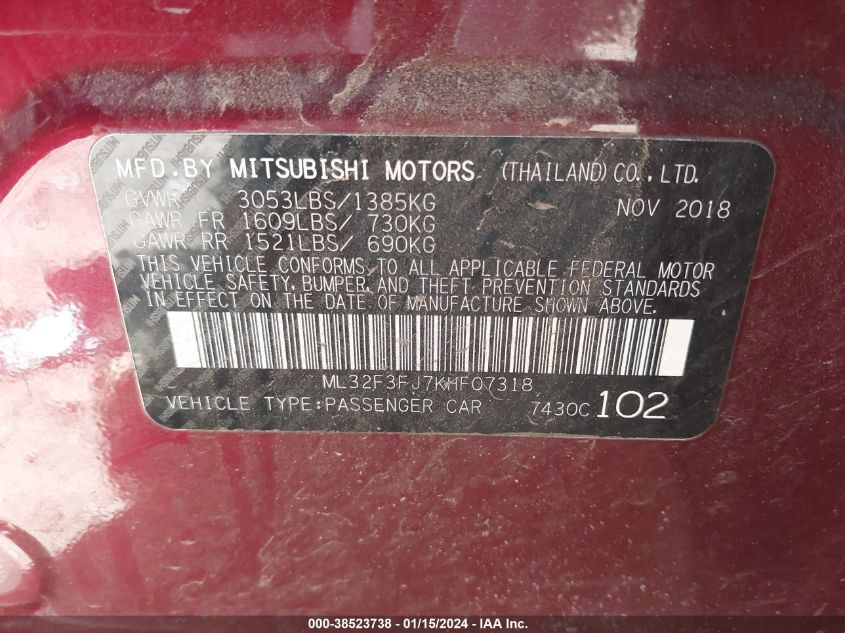 MFD.BY MITSUBISHI MOTORS (THAILAND)CO.,LTD.
GVWR 3053LBS/1385KG NOV 2018
GAWR FR 1609LBS/ 730KG
GAWR RR 1521LBS/ 690KG
THIS VEHICLE CONFORMS TO ALL APPLICABLE FEDERAL MOTOR
VEHICLE SAFETY, BUMPER, AND THEFT PREVENTION STANDARDS
IN EFFECT ON THE DATE OF MANUFACTURE SHOWN ABOVE.
ML32F3FJ7KHF07318
VEHICLE TYPE:PASSENGER CAR 7430C 102
000-38523738 - 01/15/2024 - IAA Inc.